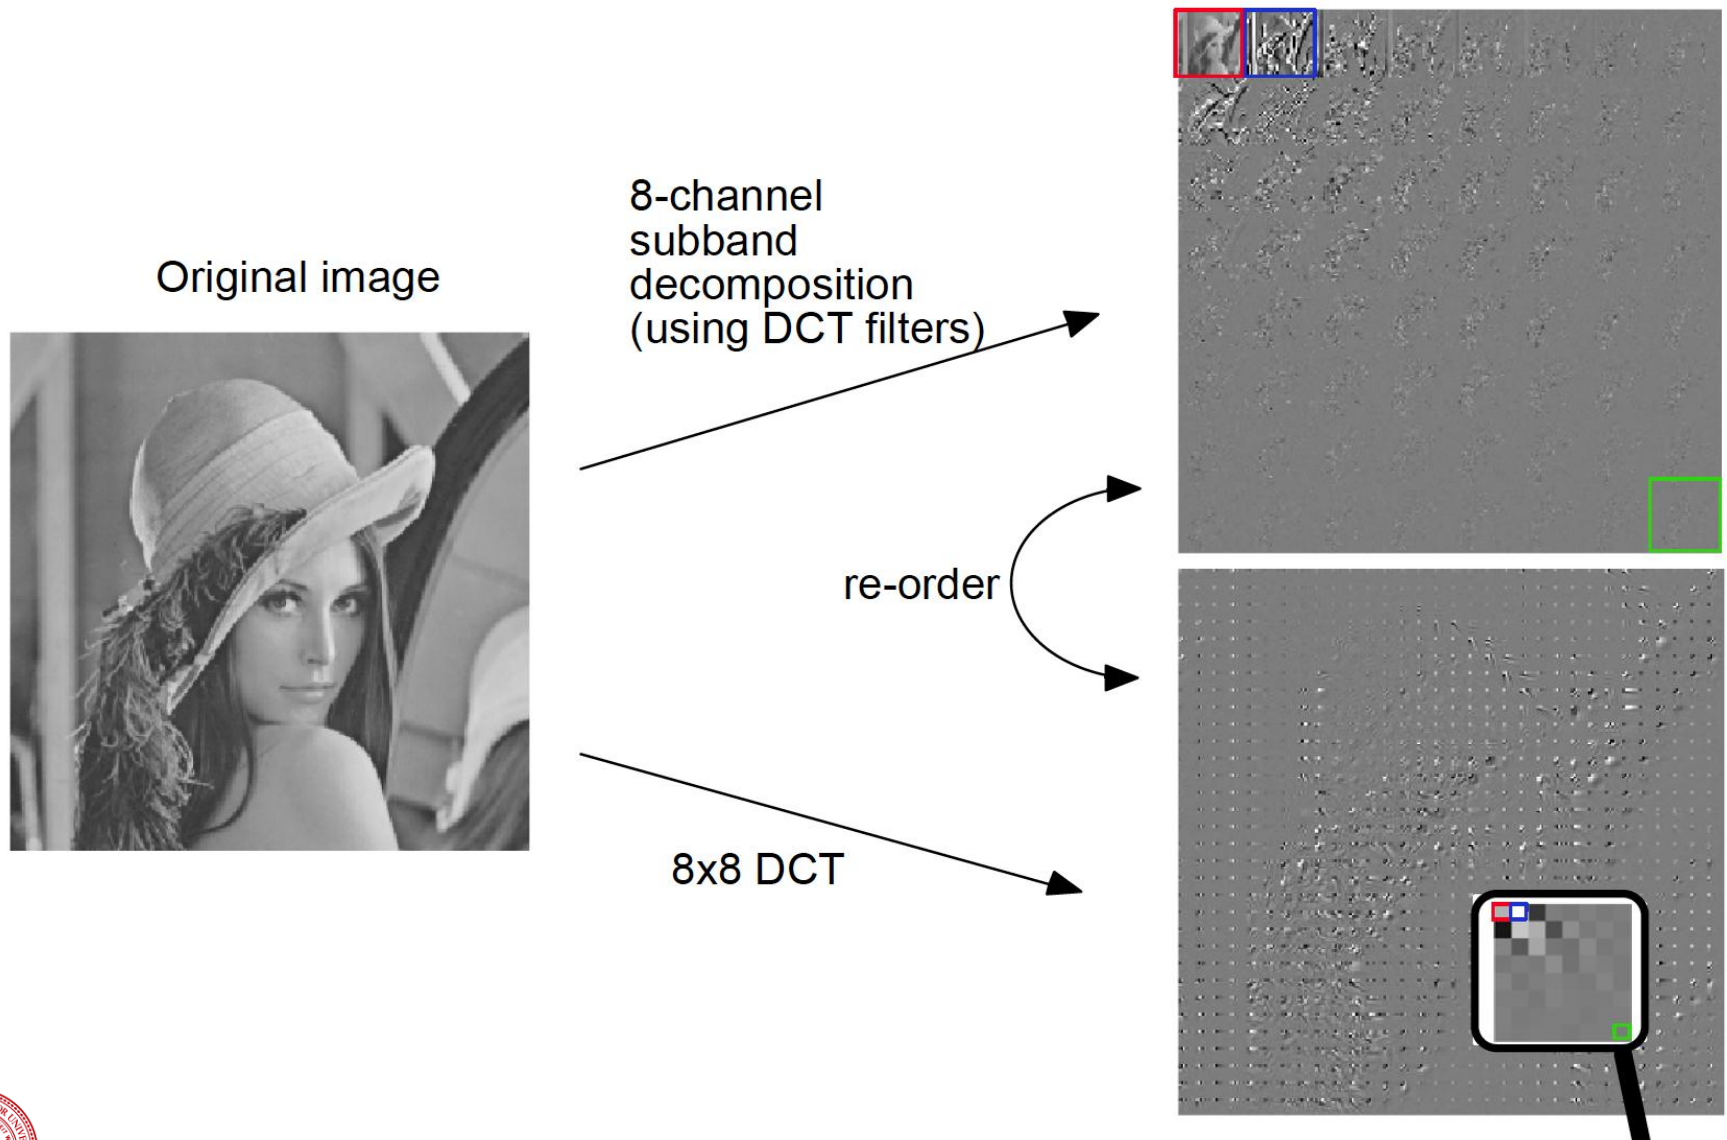 Original image
8-channel
subband
decomposition
(using DCT filters)
re-order
8x8 DCT